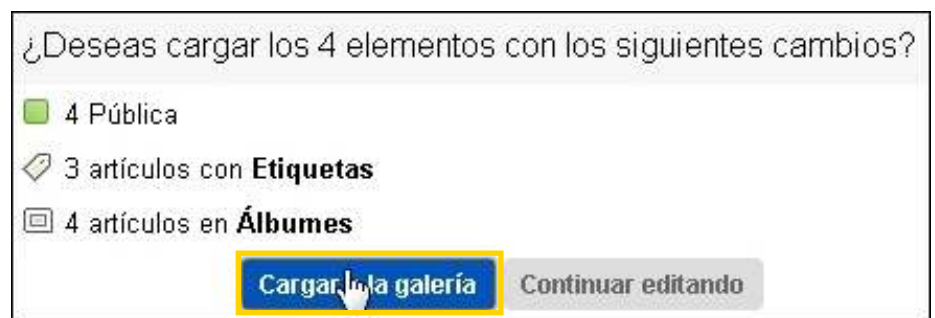 ¿Deseas cargar los 4 elementos con los siguientes cambios?
4 Pública
3 artículos con Etiquetas
4 artículos en Álbumes
Cargar la galería Continuar editando